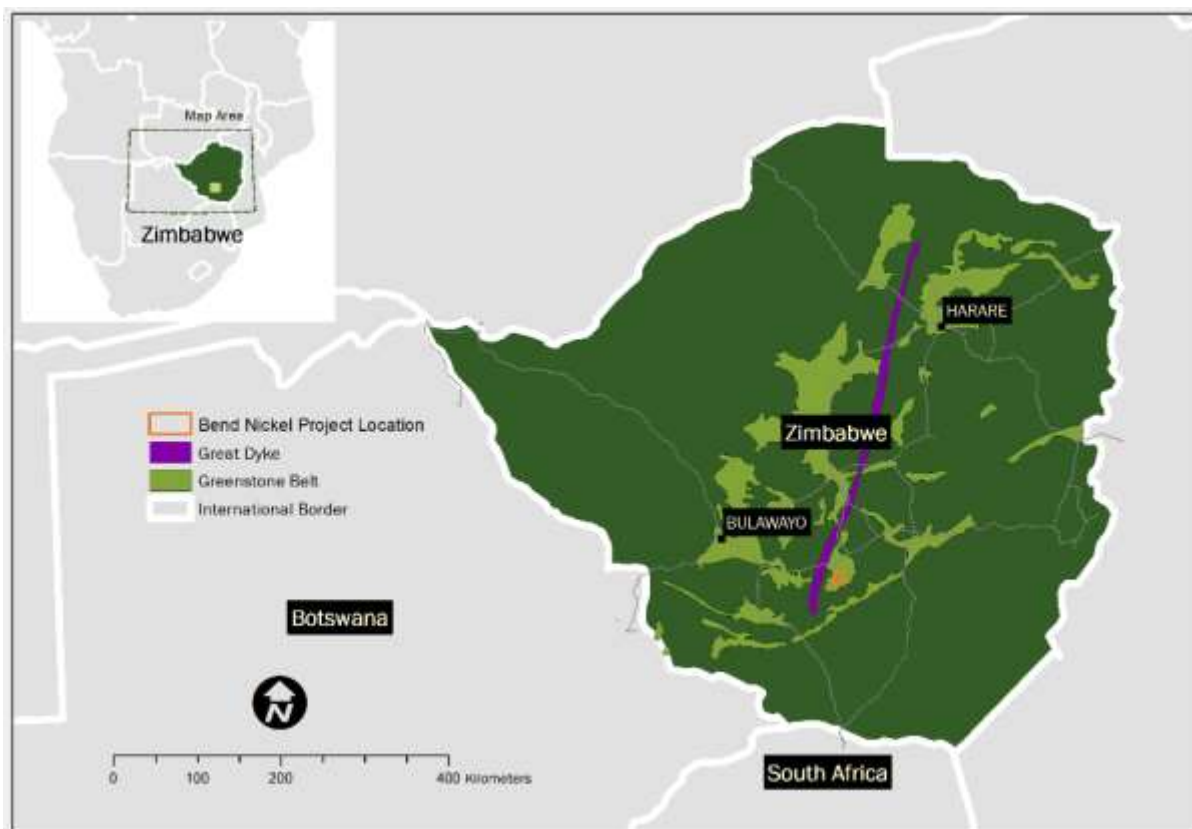 Map Area
Zimbabwe
HARARE
Zimbabwe
Bend Nickel Project Location
Great Dyke
Greenstone Belt
International Border
BULAWAYO
Botswana
N
0 100 200 400 Kilometers
South Africa